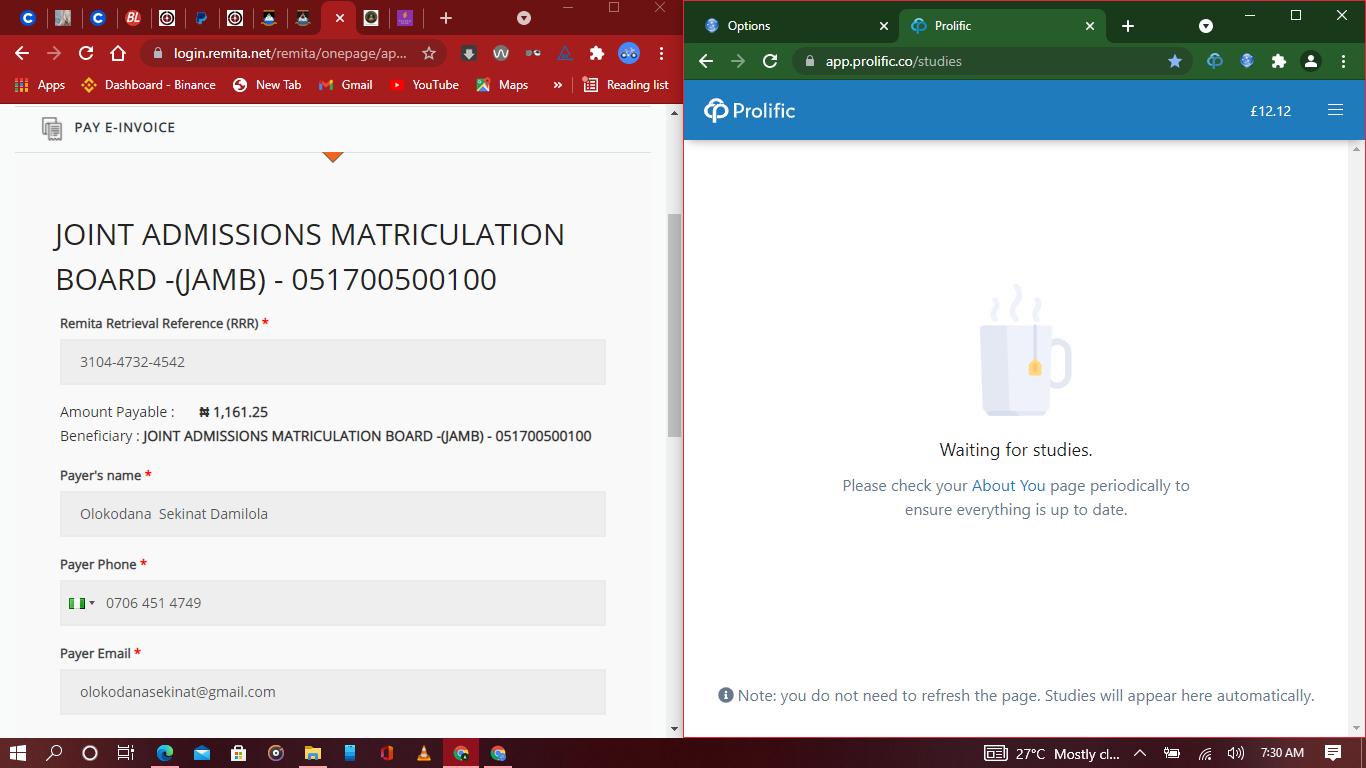 login.remita.net/remita/onepage/ap...
Apps
Dashboard - Binance
New Tab
Gmail
YouTube
Maps
»
Reading list
PAY E-INVOICE
JOINT ADMISSIONS MATRICULATION
BOARD -(JAMB) - 051700500100
Remita Retrieval Reference (RRR) *
3104-4732-4542
Amount Payable : ₦ 1,161.25
Beneficiary : JOINT ADMISSIONS MATRICULATION BOARD -(JAMB) - 051700500100
Payer's name *
Olokodana  Sekinat Damilola
Payer Phone *
0706 451 4749
Payer Email *
olokodanasekinat@gmail.com
Options
Prolific
app.prolific.co/studies
Prolific
£12.12
Waiting for studies.
Please check your About You page periodically to
ensure everything is up to date.
Note: you do not need to refresh the page. Studies will appear here automatically.
27°C Mostly cl...
7:30 AM